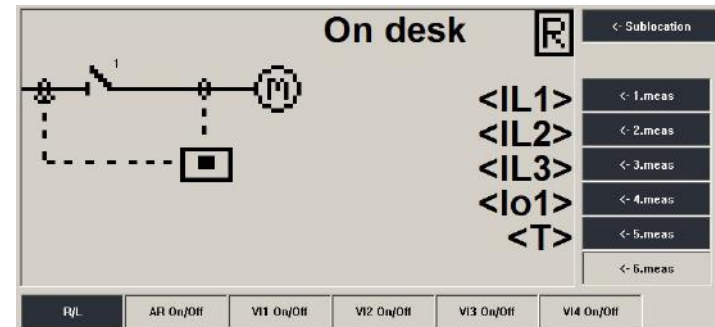 On desk
R
<- Sublocation
1
M
<IL1>
<- 1.meas
<IL2>
<- 2.meas
<IL3>
<- 3.meas
<Io1>
<- 4.meas
<T>
<- 5.meas
<- 6.meas
R/L
AR On/Off
VI1 On/Off
VI2 On/Off
VI3 On/Off
VI4 On/Off